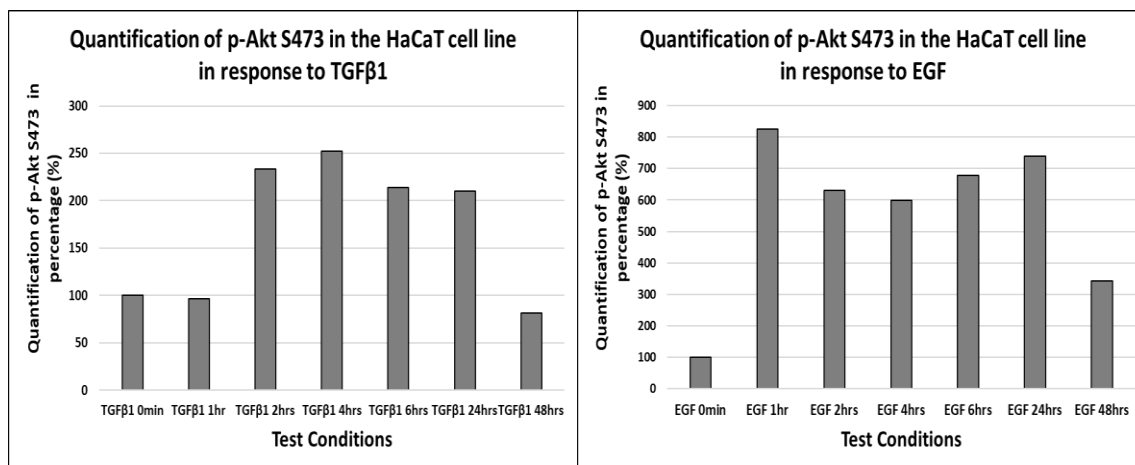 Quantification of p-Akt S473 in the HaCaT cell line
in response to TGFβ1
Quantification of p-Akt S473 in
percentage (%)
300
250
200
150
100
50
0
TGFβ1 0min TGFβ1 1hr TGFβ1 2hrs TGFβ1 4hrs TGFβ1 6hrs TGFβ1 24hrs TGFβ1 48hrs
Test Conditions
Quantification of p-Akt S473 in the HaCaT cell line
in response to EGF
Quantification of p-Akt S473 in
percentage (%)
900
800
700
600
500
400
300
200
100
0
EGF 0min EGF 1hr EGF 2hrs EGF 4hrs EGF 6hrs EGF 24hrs EGF 48hrs
Test Conditions